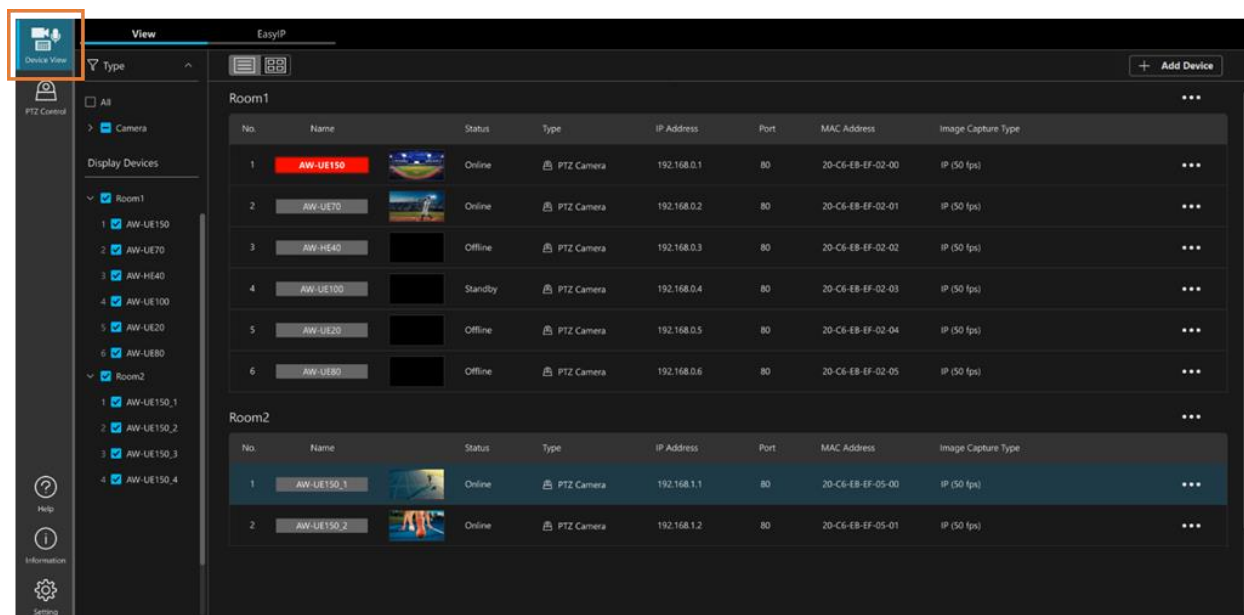 View EasyIP
Device View
Type
Add Device
PTZ Control
All
Camera
Display Devices
Room1
1 AW-UE150
2 AW-UE70
3 AW-HE40
4 AW-UE100
5 AW-UE20
6 AW-UE80
Room2
1 AW-UE150_1
2 AW-UE150_2
3 AW-UE150_3
4 AW-UE150_4
Help
Information
Setting
Room1
No. Name Status Type IP Address Port MAC Address Image Capture Type
1 AW-UE150 Online PTZ Camera 192.168.0.1 80 20-C6-EB-EF-02-00 IP (50 fps)
2 AW-UE70 Online PTZ Camera 192.168.0.2 80 20-C6-EB-EF-02-01 IP (50 fps)
3 AW-HE40 Offline PTZ Camera 192.168.0.3 80 20-C6-EB-EF-02-02 IP (50 fps)
4 AW-UE100 Standby PTZ Camera 192.168.0.4 80 20-C6-EB-EF-02-03 IP (50 fps)
5 AW-UE20 Offline PTZ Camera 192.168.0.5 80 20-C6-EB-EF-02-04 IP (50 fps)
6 AW-UE80 Offline PTZ Camera 192.168.0.6 80 20-C6-EB-EF-02-05 IP (50 fps)
Room2
No. Name Status Type IP Address Port MAC Address Image Capture Type
1 AW-UE150_1 Online PTZ Camera 192.168.1.1 80 20-C6-EB-EF-05-00 IP (50 fps)
2 AW-UE150_2 Online PTZ Camera 192.168.1.2 80 20-C6-EB-EF-05-01 IP (50 fps)